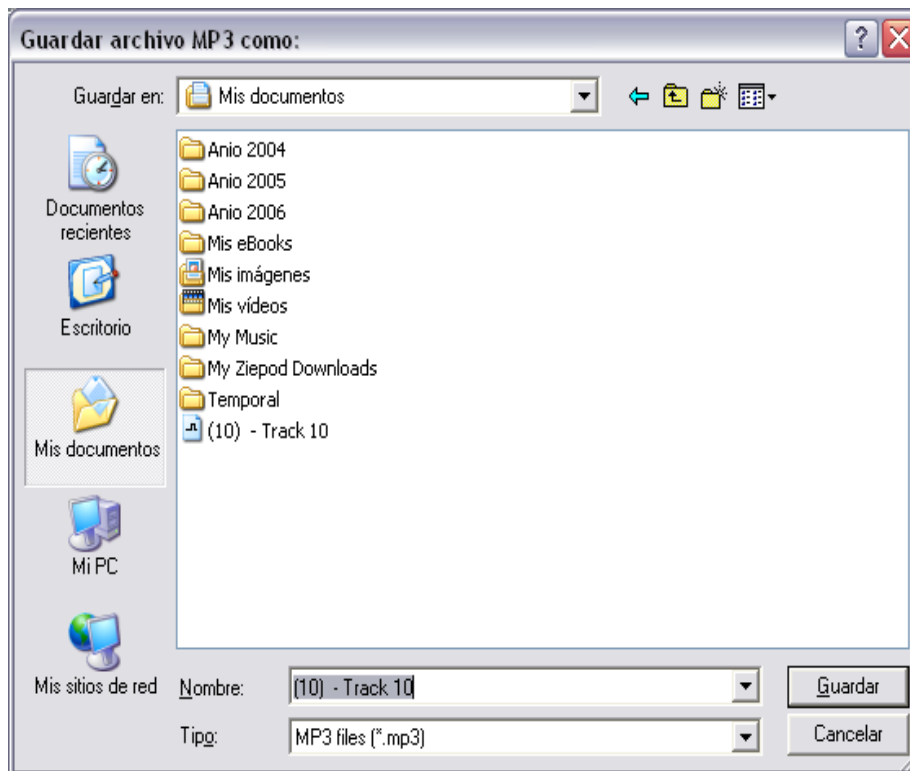 Guardar archivo MP3 como:
Guardar en:
Mis documentos
Documentos
recientes
Escritorio
Mis documentos
Mi PC
Mis sitios de red
Anio 2004
Anio 2005
Anio 2006
Mis eBooks
Mis imágenes
Mis vídeos
My Music
My Ziepod Downloads
Temporal
(10)  - Track 10
Nombre:
(10)  - Track 10
Guardar
Tipo:
MP3 files (*.mp3)
Cancelar